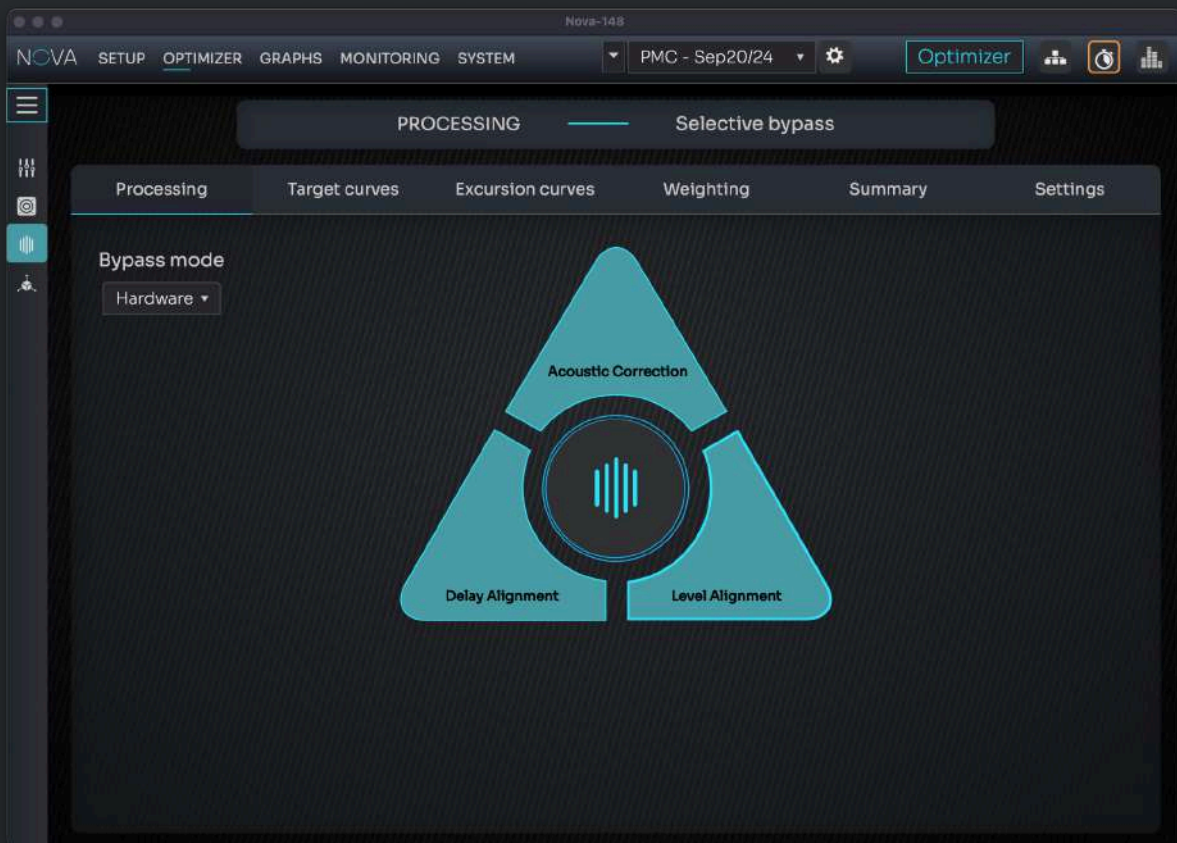 Nova-148
NOVA SETUP OPTIMIZER GRAPHS MONITORING SYSTEM PMC - Sep20/24 Optimizer
PROCESSING Selective bypass
Processing Target curves Excursion curves Weighting Summary Settings
Bypass mode
Hardware
Acoustic Correction
Delay Alignment Level Alignment